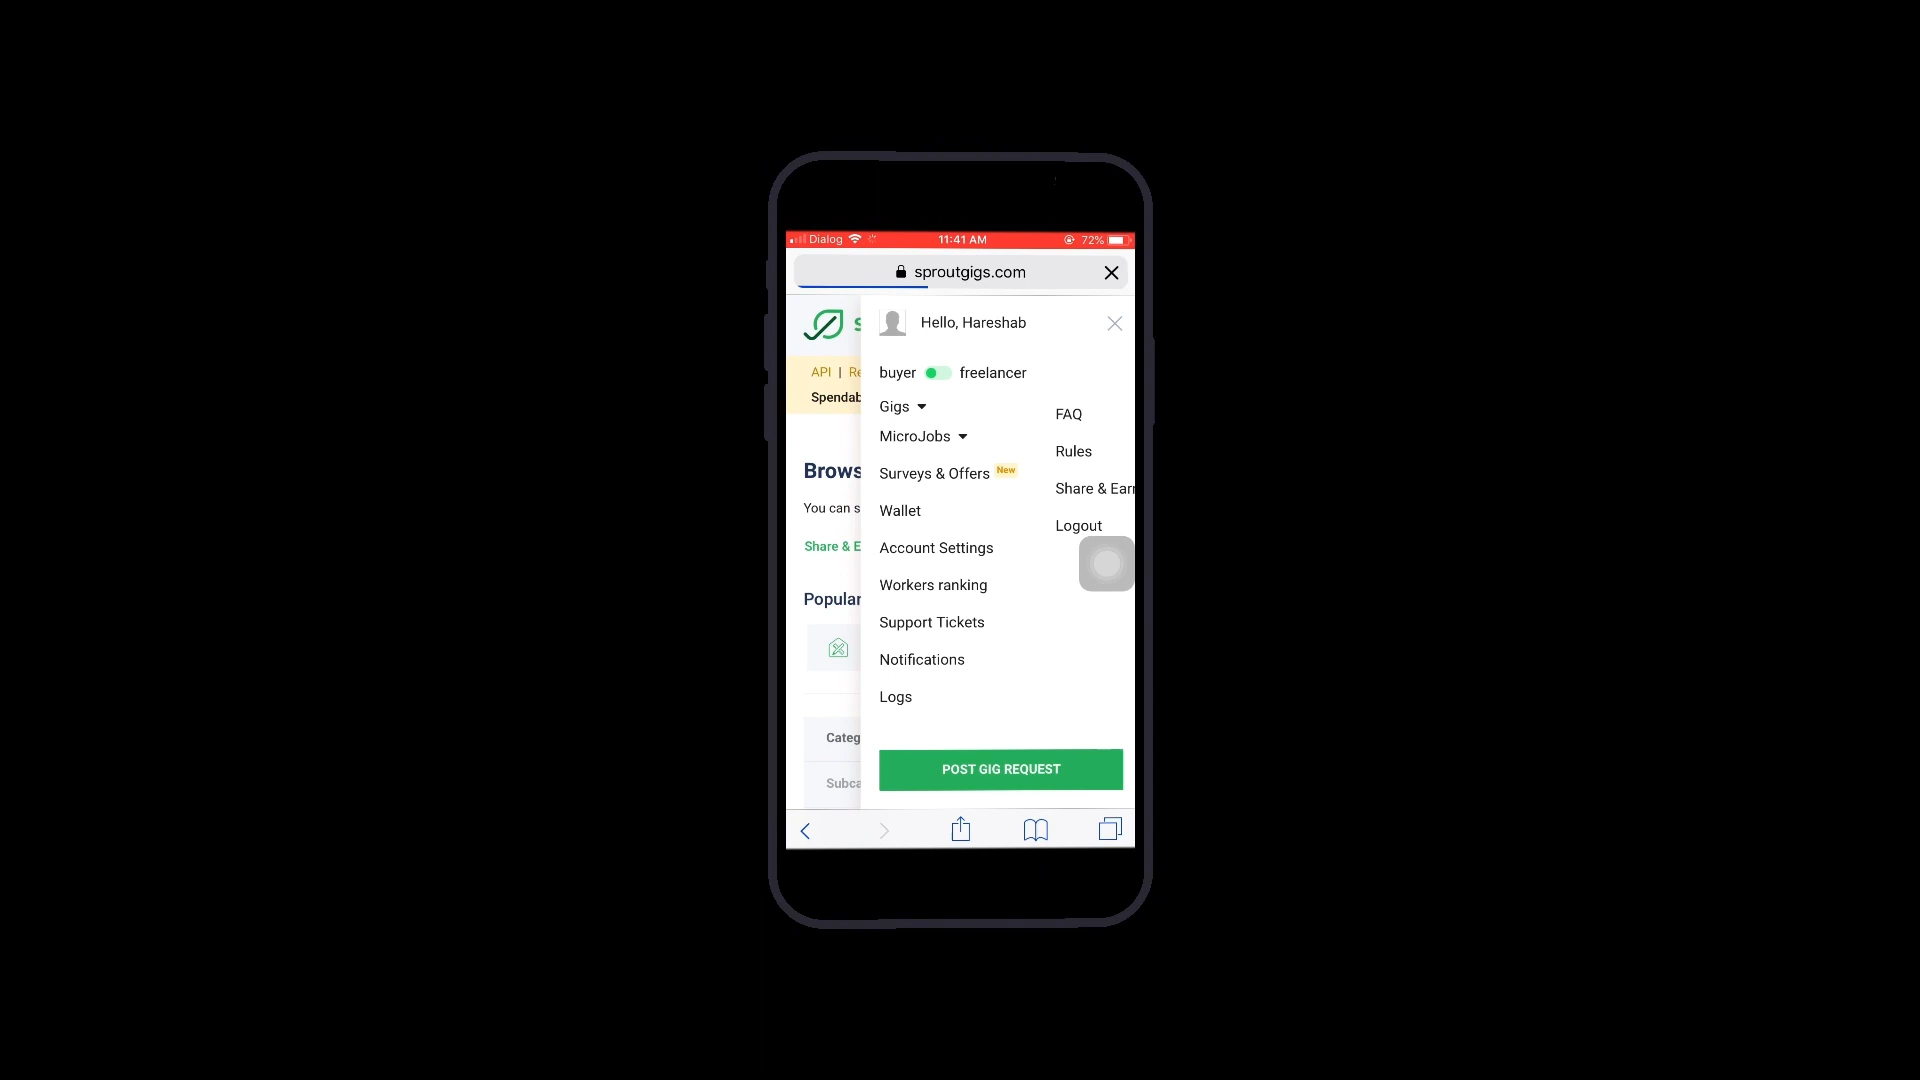 Dialog 11:41 AM 72%
sproutgigs.com
Hello, Hareshab
API | Re
buyer freelancer
Spendab
Gigs
FAQ
MicroJobs
Rules
Brows
Surveys & Offers New
Share & Earn
You can s
Wallet
Logout
Share & E
Account Settings
Workers ranking
Popular
Support Tickets
Notifications
Logs
Categ
POST GIG REQUEST
Subca